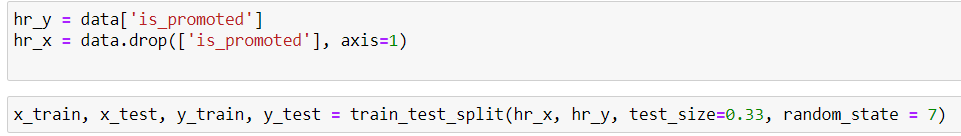 hr_y = data['is_promoted']
hr_x = data.drop(['is_promoted'], axis=1)
x_train, x_test, y_train, y_test = train_test_split(hr_x, hr_y, test_size=0.33, random_state = 7)